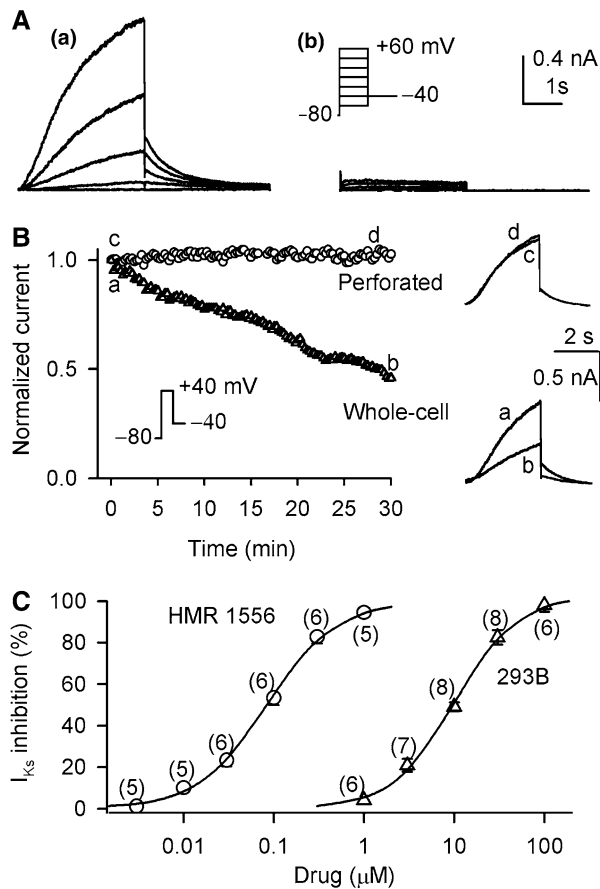 A
(a)
(b)
+60 mV
−40
−80
0.4 nA
1s
B
Normalized current
1.0
0.5
0.0
c
a
d
b
Perforated
Whole-cell
+40 mV
−40
−80
0 5 10 15 20 25 30
Time (min)
d
c
2 s
0.5 nA
a
b
C
IKs inhibition (%)
100
80
60
40
20
0
HMR 1556
293B
(5)
(5)
(6)
(6)
(6)
(5)
(6)
(7)
(8)
(8)
(6)
0.01 0.1 1 10 100
Drug (μM)